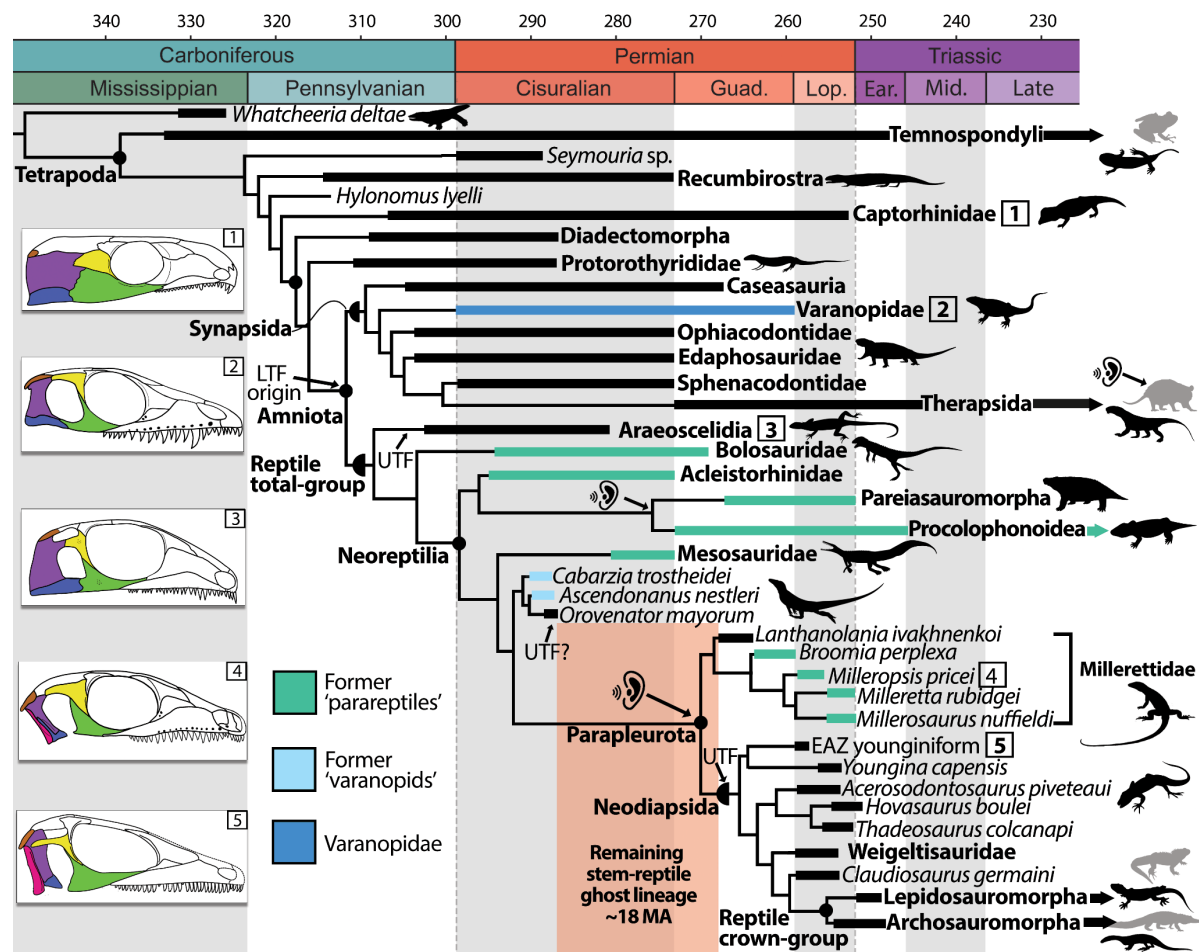 340 330 320 310 300 290 280 270 260 250 240 230
Carboniferous Permian Triassic
Mississippian Pennsylvanian Cisuralian Guad. Lop. Ear. Mid. Late
Whatcheeria deltae
Temnospondyli
Tetrapoda
Seymouria sp.
Recumbirostra
Hylonomus lyelli
Captorhinidae 1
1
Diadectomorpha
Protorothyrididae
Caseasauria
Synapsida
Varanopidae 2
Ophiacodontidae
Edaphosauridae
2
LTF
origin
Sphenacodontidae
Amniota
Therapsida
Araeoscelidia 3
UTF
Bolosauridae
Reptile
total-group
Acleistorhinidae
Pareiasauromorpha
3
Procolophonoidea
Neoreptilia
Mesosauridae
Cabarzia trostheidei
Ascendonanus nestleri
Orovenator mayorum
UTF?
Lanthanolania ivakhnenkoi
Broomia perplexa
4
Milleropsis pricei 4
Millerettidae
Milleretta rubidgei
Millerosaurus nuffieldi
Former
'parareptiles'
Parapleurota
EAZ younginiform 5
UTF
Youngina capensis
Former
'varanopids'
Neodiapsida
Acerosodontosaurus piveteaui
Hovasaurus boulei
Thadeosaurus colcanapi
5
Varanopidae
Remaining
stem-reptile
ghost lineage
~18 MA
Weigeltisauridae
Claudiosaurus germaini
Lepidosauromorpha
Reptile
crown-group
Archosauromorpha